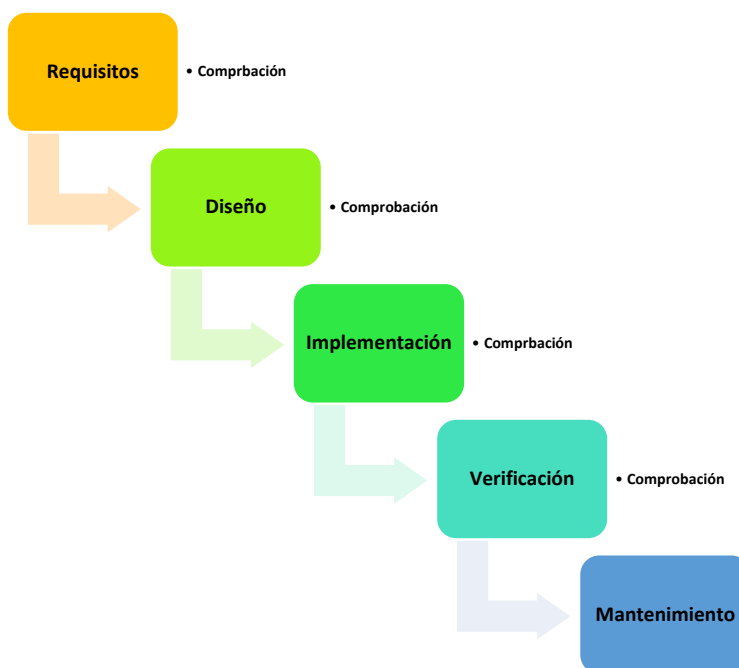 Requisitos
• Comprbación
Diseño
• Comprobación
Implementación
• Comprbación
Verificación
• Comprobación
Mantenimiento